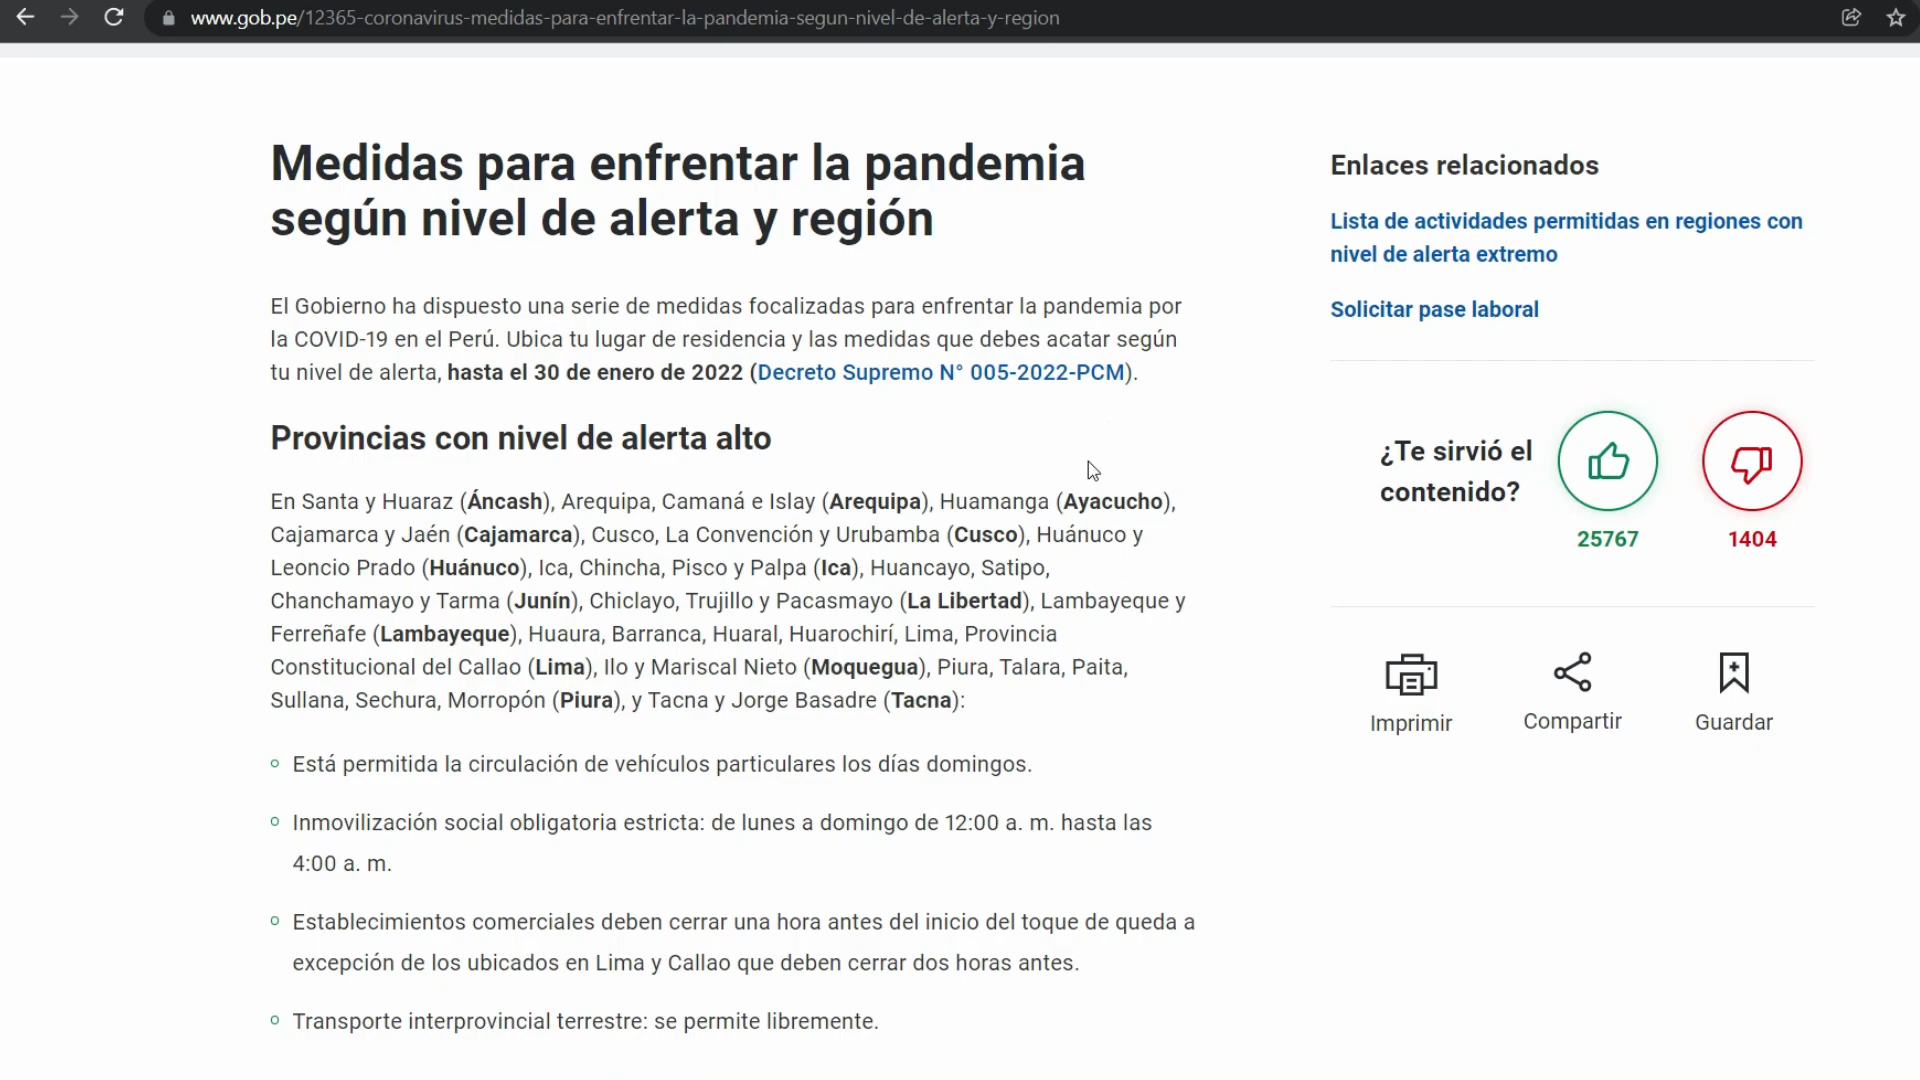 www.gob.pe/12365-coronavirus-medidas-para-enfrentar-la-pandemia-segun-nivel-de-alerta-y-region
Medidas para enfrentar la pandemia
según nivel de alerta y región
El Gobierno ha dispuesto una serie de medidas focalizadas para enfrentar la pandemia por
la COVID-19 en el Perú. Ubica tu lugar de residencia y las medidas que debes acatar según
tu nivel de alerta, hasta el 30 de enero de 2022 (Decreto Supremo N° 005-2022-PCM).
Provincias con nivel de alerta alto
En Santa y Huaraz (Áncash), Arequipa, Camaná e Islay (Arequipa), Huamanga (Ayacucho),
Cajamarca y Jaén (Cajamarca), Cusco, La Convención y Urubamba (Cusco), Huánuco y
Leoncio Prado (Huánuco), Ica, Chincha, Pisco y Palpa (Ica), Huancayo, Satipo,
Chanchamayo y Tarma (Junín), Chiclayo, Trujillo y Pacasmayo (La Libertad), Lambayeque y
Ferreñafe (Lambayeque), Huaura, Barranca, Huaral, Huarochirí, Lima, Provincia
Constitucional del Callao (Lima), Ilo y Mariscal Nieto (Moquegua), Piura, Talara, Paita,
Sullana, Sechura, Morropón (Piura), y Tacna y Jorge Basadre (Tacna):
Está permitida la circulación de vehículos particulares los días domingos.
Inmovilización social obligatoria estricta: de lunes a domingo de 12:00 a. m. hasta las
4:00 a. m.
Establecimientos comerciales deben cerrar una hora antes del inicio del toque de queda a
excepción de los ubicados en Lima y Callao que deben cerrar dos horas antes.
Transporte interprovincial terrestre: se permite libremente.
Enlaces relacionados
Lista de actividades permitidas en regiones con
nivel de alerta extremo
Solicitar pase laboral
¿Te sirvió el
contenido?
25767
1404
Imprimir
Compartir
Guardar